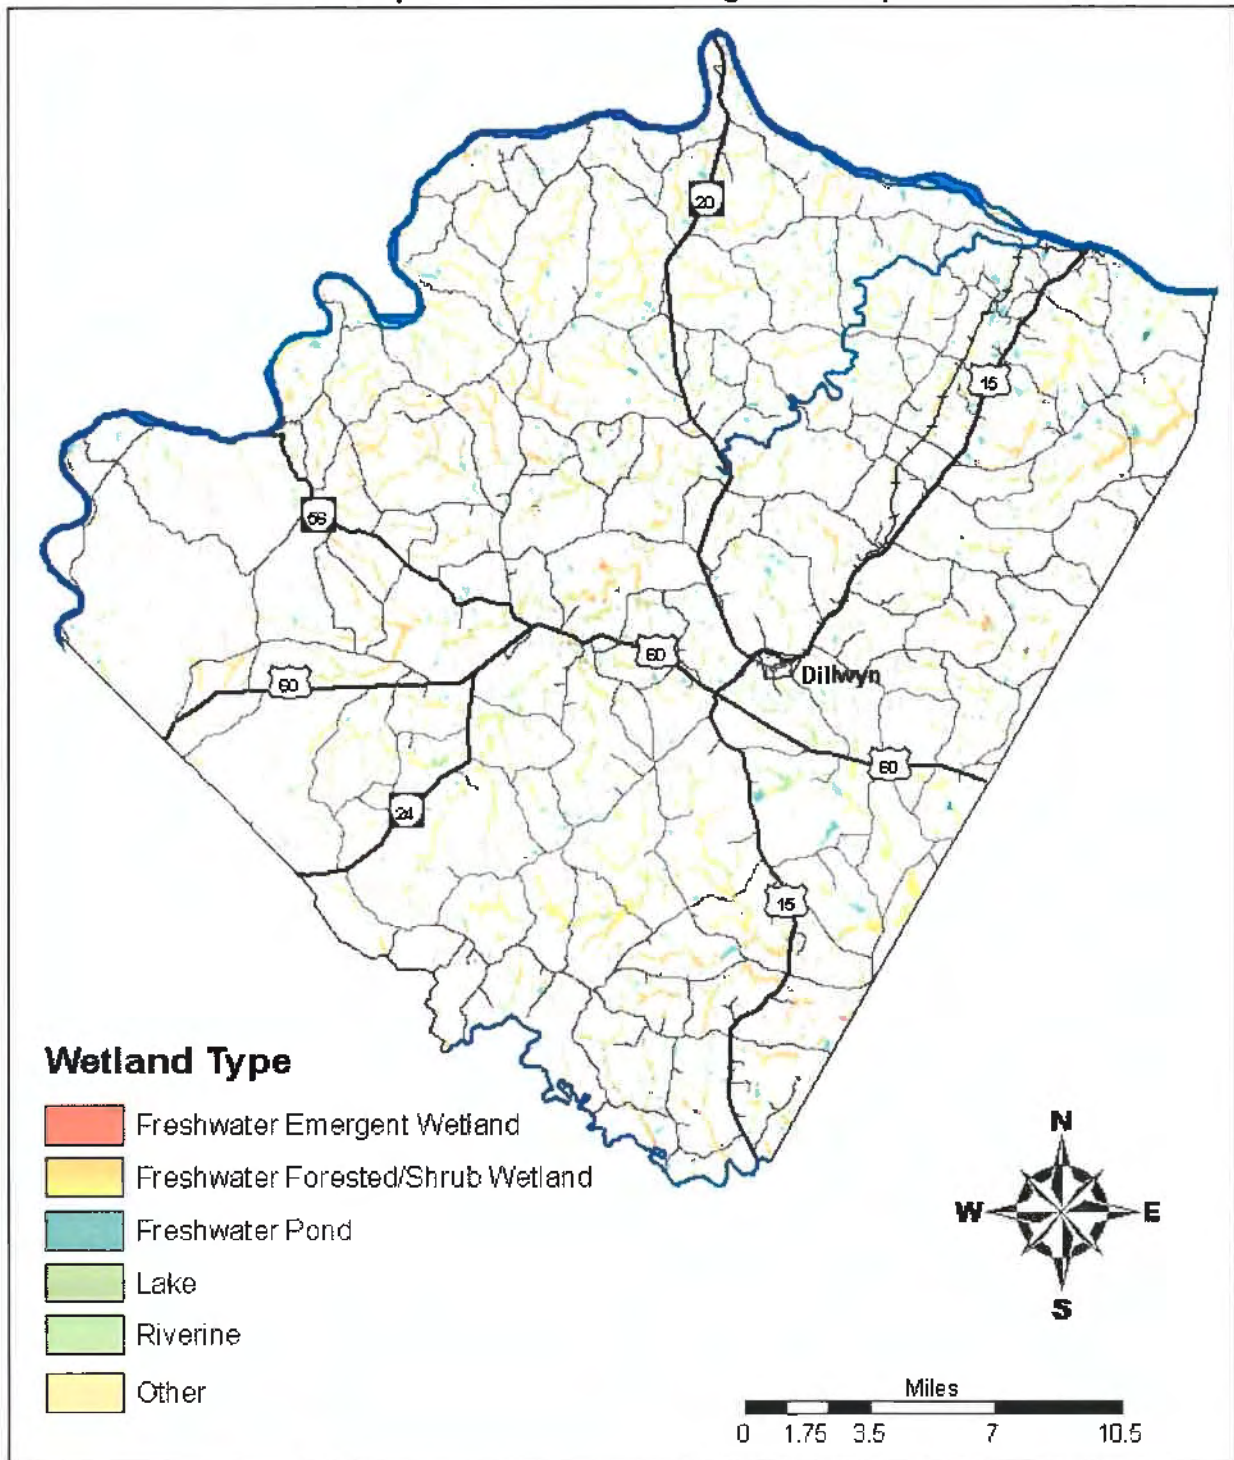 20
15
56
60
60
Dillwyn
60
24
15
Wetland Type
Freshwater Emergent Wetland
Freshwater Forested/Shrub Wetland
Freshwater Pond
Lake
Riverine
Other
N
W E
S
Miles
0 1.75 3.5 7 10.5